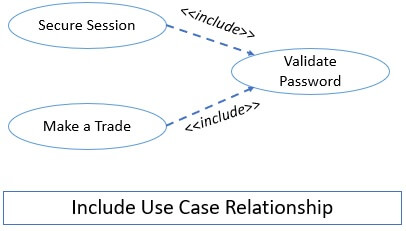 Secure Session
<<include>>
Validate
Password
Make a Trade
<<include>>
Include Use Case Relationship